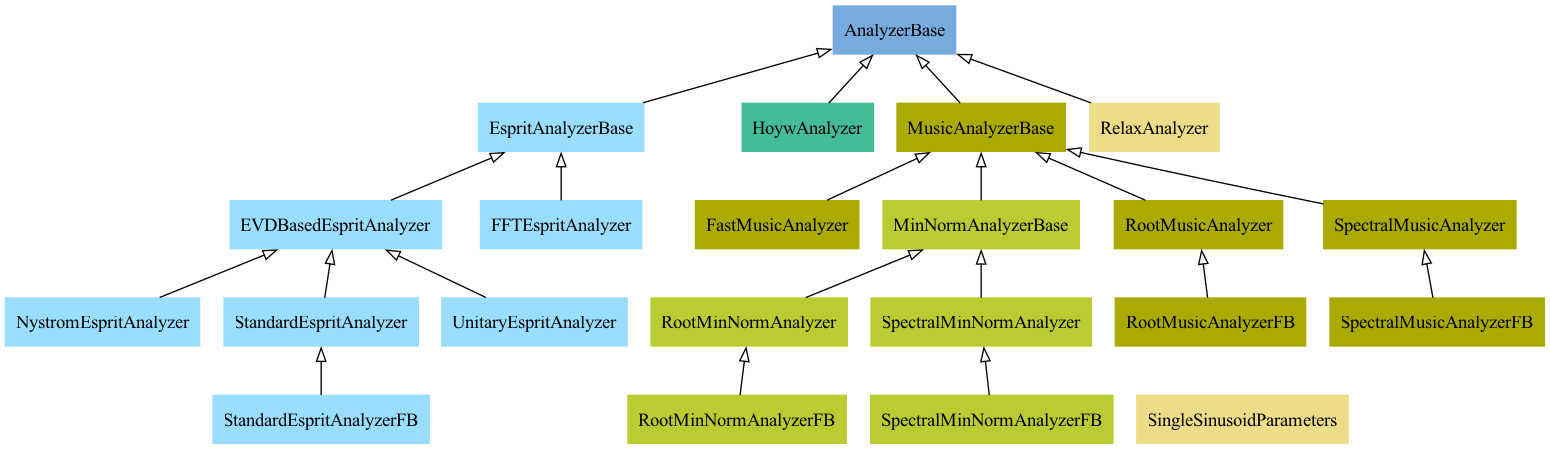 AnalyzerBase
EspritAnalyzerBase
HoywAnalyzer
MusicAnalyzerBase
RelaxAnalyzer
EVDBasedEspritAnalyzer
FFTEspritAnalyzer
FastMusicAnalyzer
MinNormAnalyzerBase
RootMusicAnalyzer
SpectralMusicAnalyzer
NystromEspritAnalyzer
StandardEspritAnalyzer
UnitaryEspritAnalyzer
RootMinNormAnalyzer
SpectralMinNormAnalyzer
RootMusicAnalyzerFB
SpectralMusicAnalyzerFB
StandardEspritAnalyzerFB
RootMinNormAnalyzerFB
SpectralMinNormAnalyzerFB
SingleSinusoidParameters